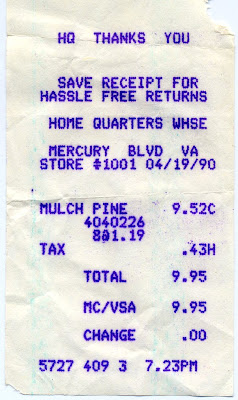 HQ THANKS YOU
SAVE RECEIPT FOR
HASSLE FREE RETURNS
HOME QUARTERS WHSE
MERCURY BLVD VA
STORE #1001 04/19/90
MULCH PINE 9.52C
4040226
8@1.19
TAX .43H
TOTAL 9.95
MC/VSA 9.95
CHANGE .00
5727 409 3 7.23PM